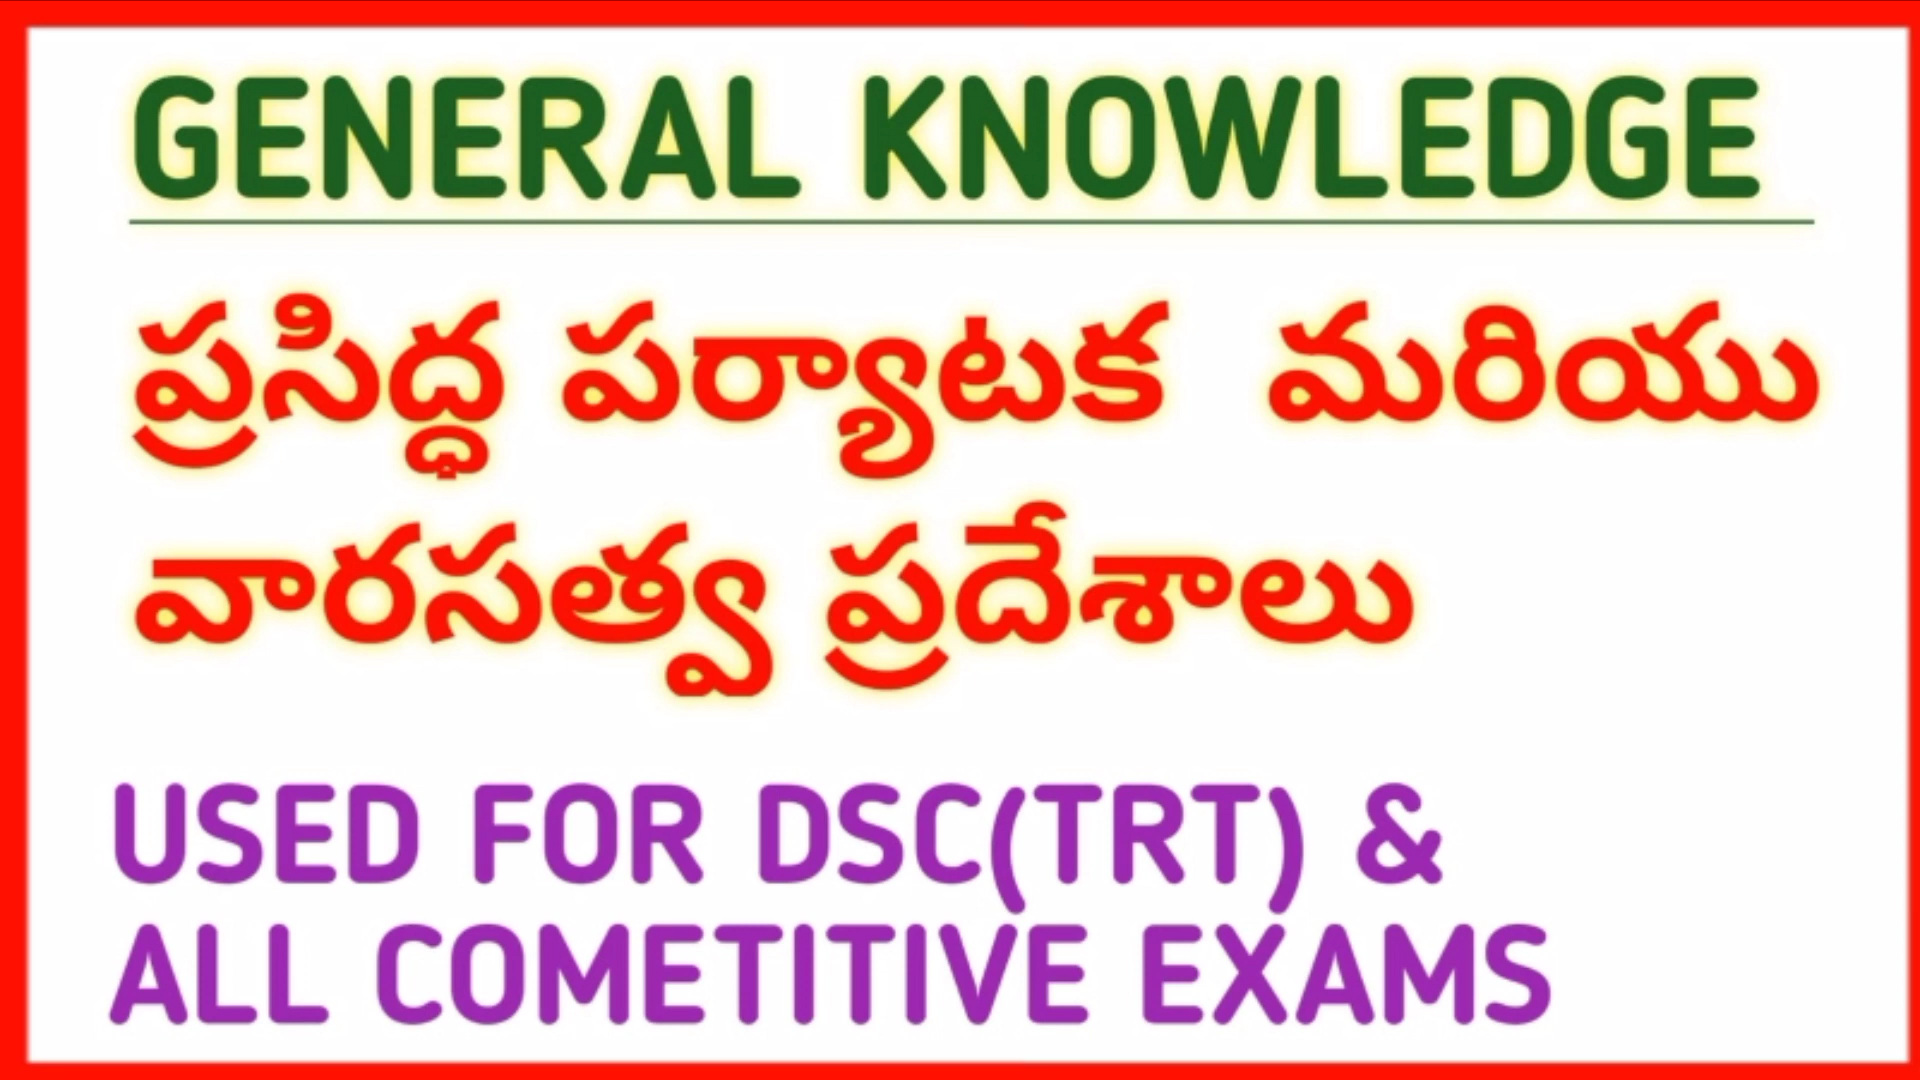 GENERAL KNOWLEDGE
ప్రసిద్ధ పర్యాటక మరియు
వారసత్వ ప్రదేశాలు
USED FOR DSC(TRT) &
ALL COMETITIVE EXAMS